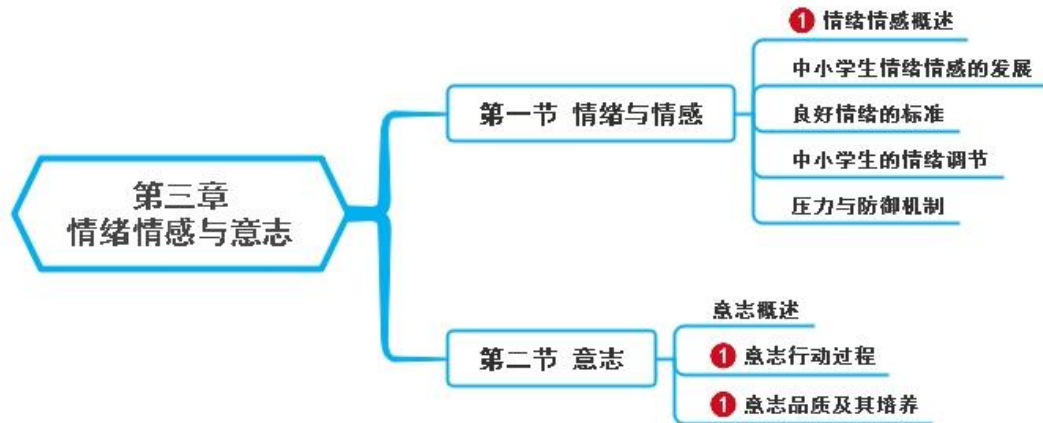 第三章
情绪情感与意志
第一节 情绪与情感
1 情绪情感概述
中小学生情绪情感的发展
良好情绪的标准
中小学生的情绪调节
压力与防御机制
第二节 意志
意志概述
1 意志行动过程
1 意志品质及其培养